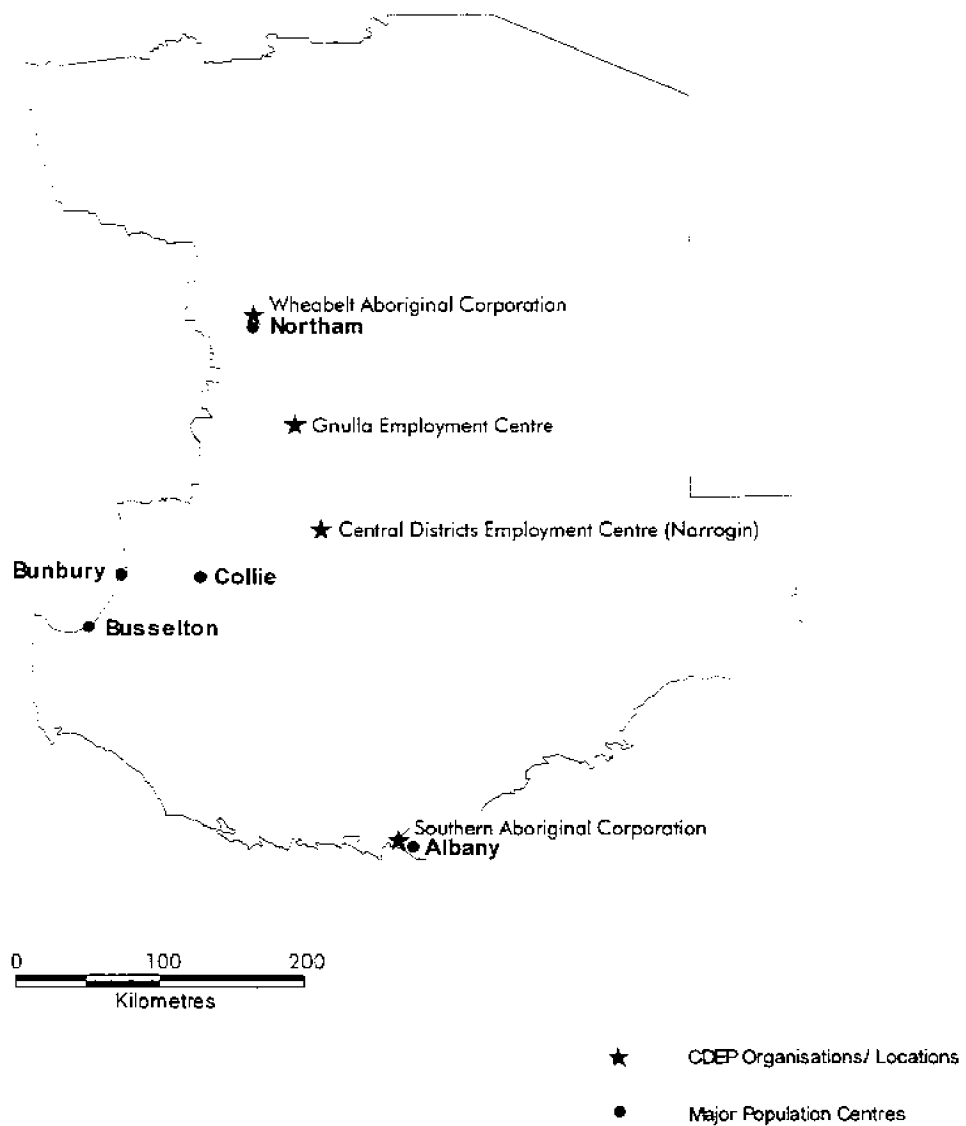 Wheabelt Aboriginal Corporation
Northam
Gnulla Employment Centre
Central Districts Employment Centre (Narrogin)
Bunbury
Collie
Busselton
Southern Aboriginal Corporation
Albany
0 100 200
Kilometres
CDEP Organisations/ Locations
Major Population Centres